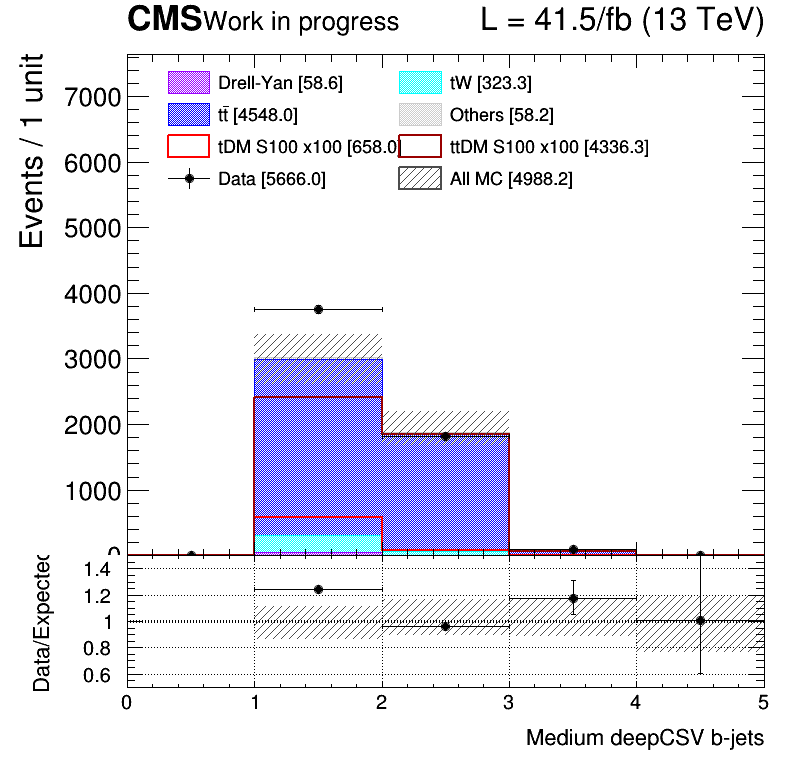 CMS Work in progress L = 41.5/fb (13 TeV)
Events / 1 unit
7000
6000
5000
4000
3000
2000
1000
0
Drell-Yan [58.6] tW [323.3]
tt̄ [4548.0] Others [58.2]
tDM S100 x100 [658.0] ttDM S100 x100 [4336.3]
Data [5666.0] All MC [4988.2]
Data/Expected
1.4
1.2
1
0.8
0.6
0 1 2 3 4 5
Medium deepCSV b-jets